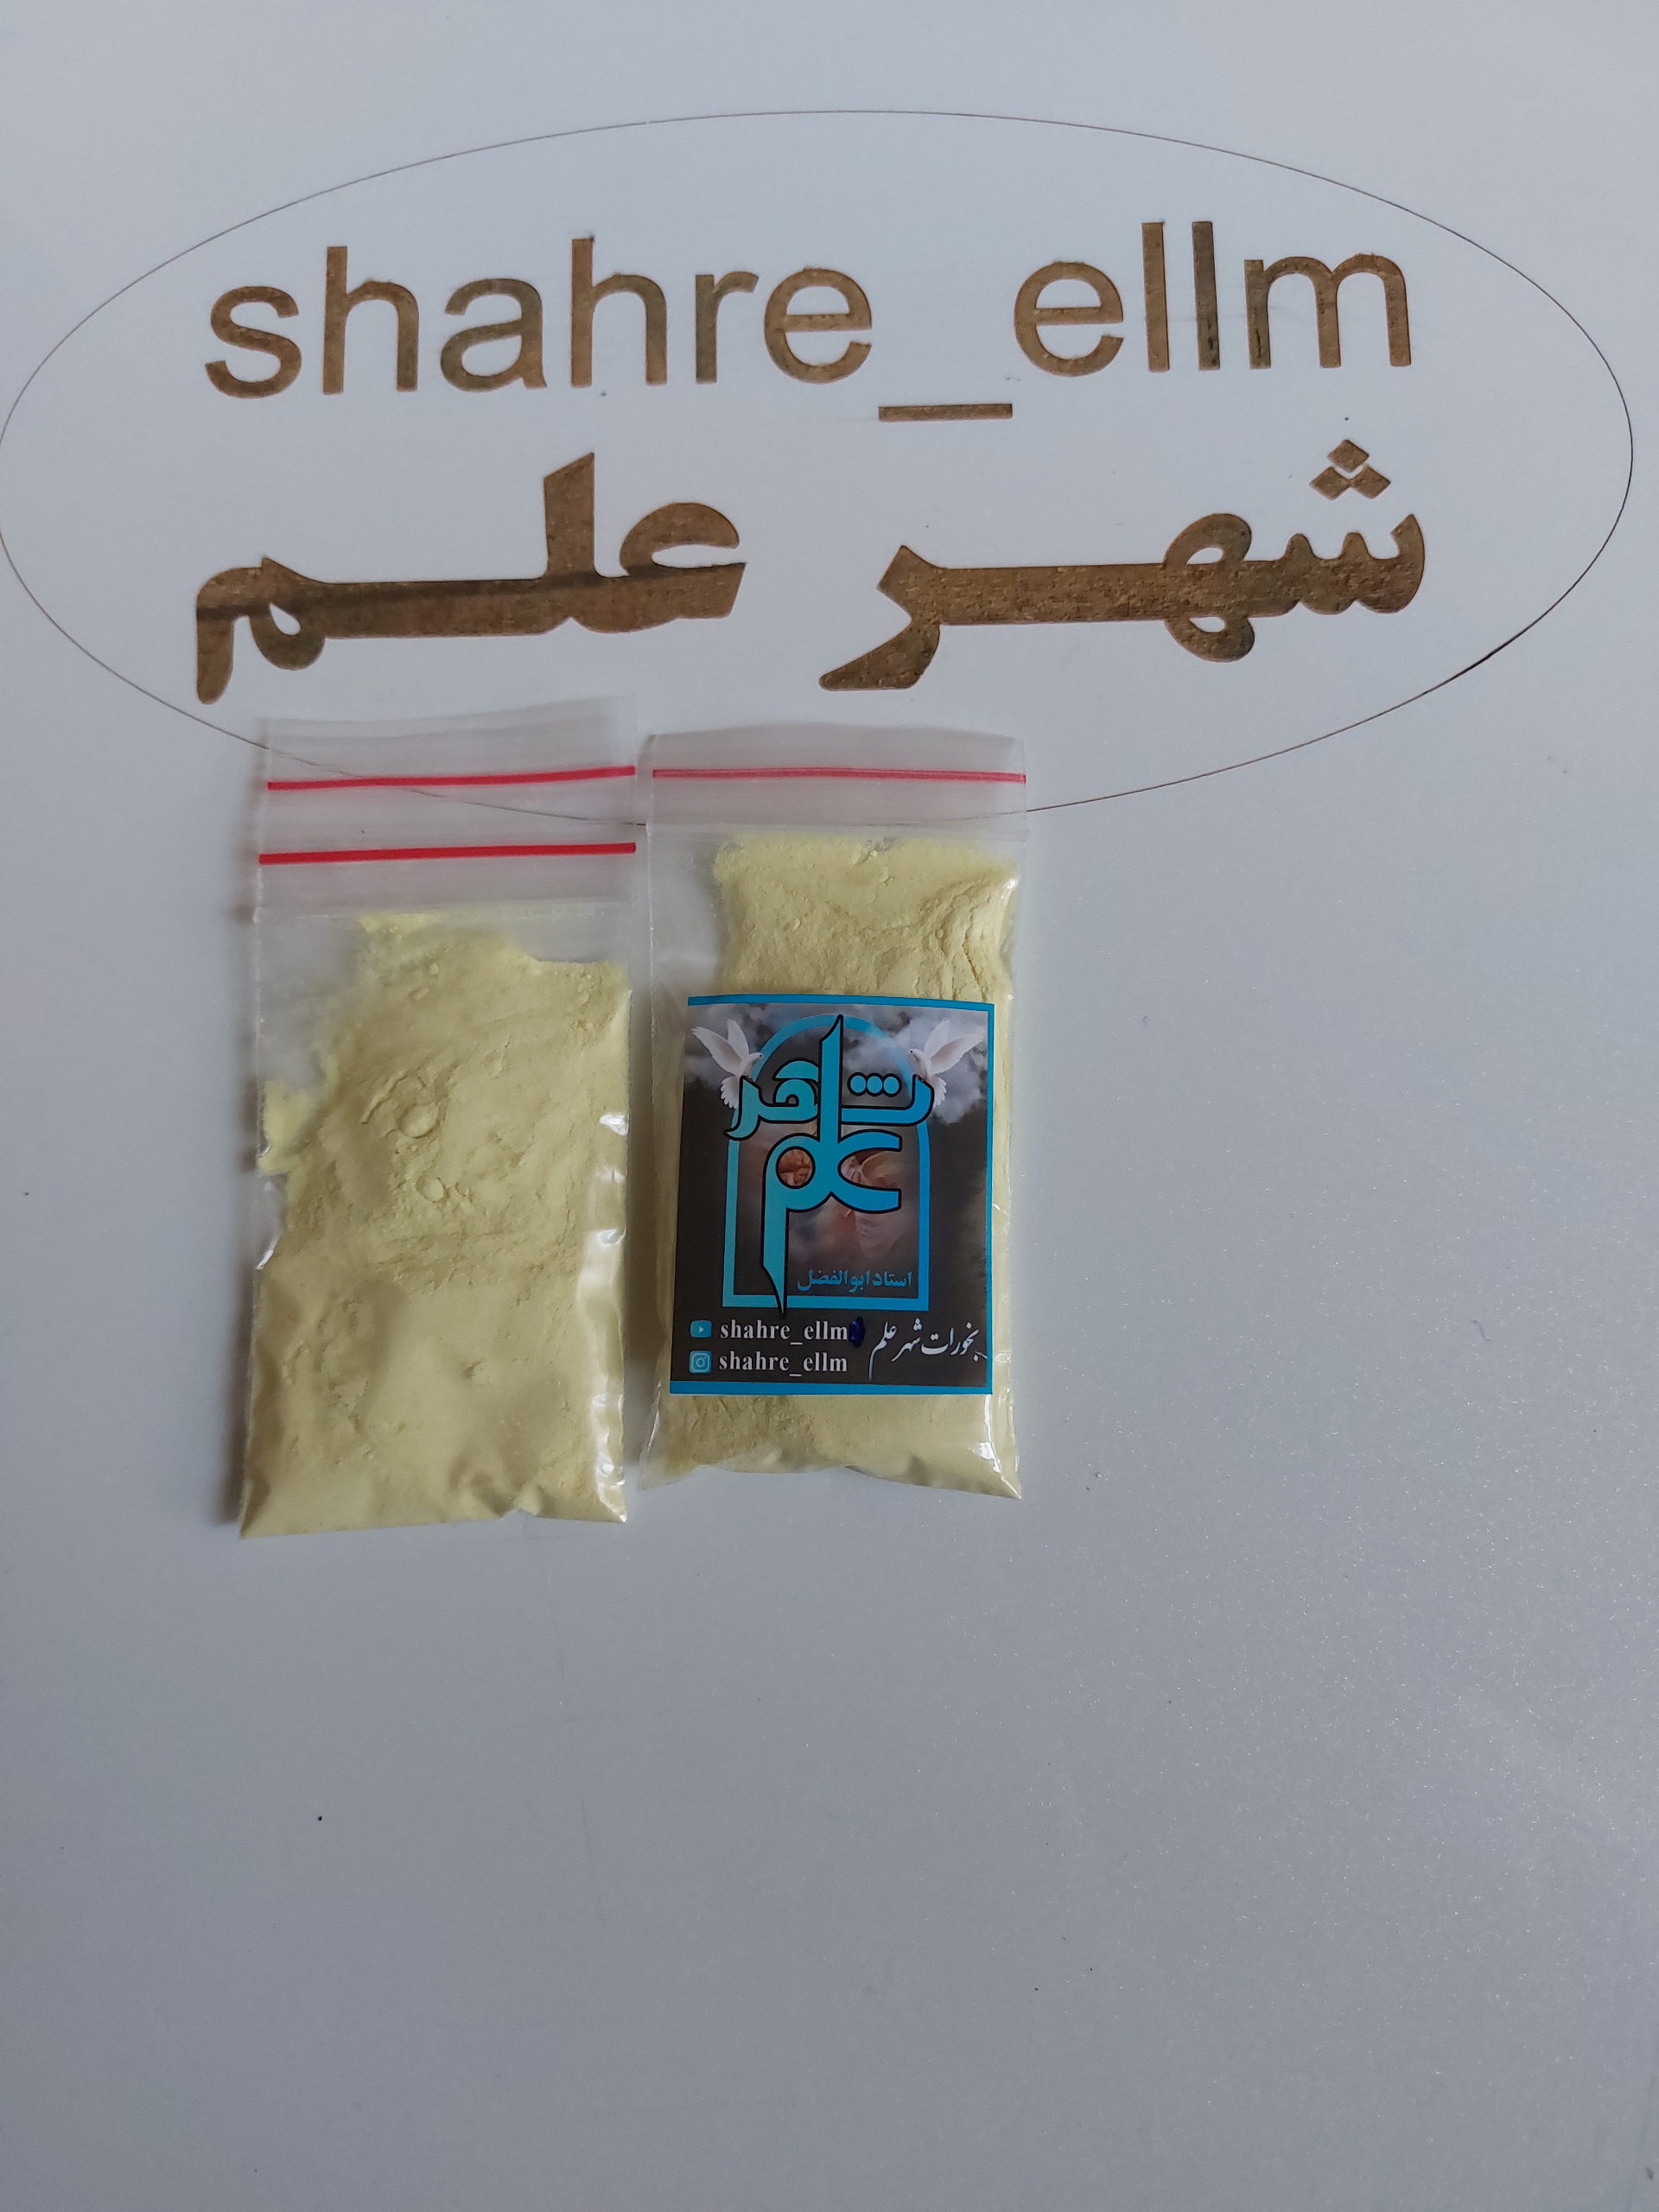 shahre_ellm
شهر علم
شهر
علم
استاد ابوالفضل
shahre_ellm
بخورات شهر علم
shahre_ellm